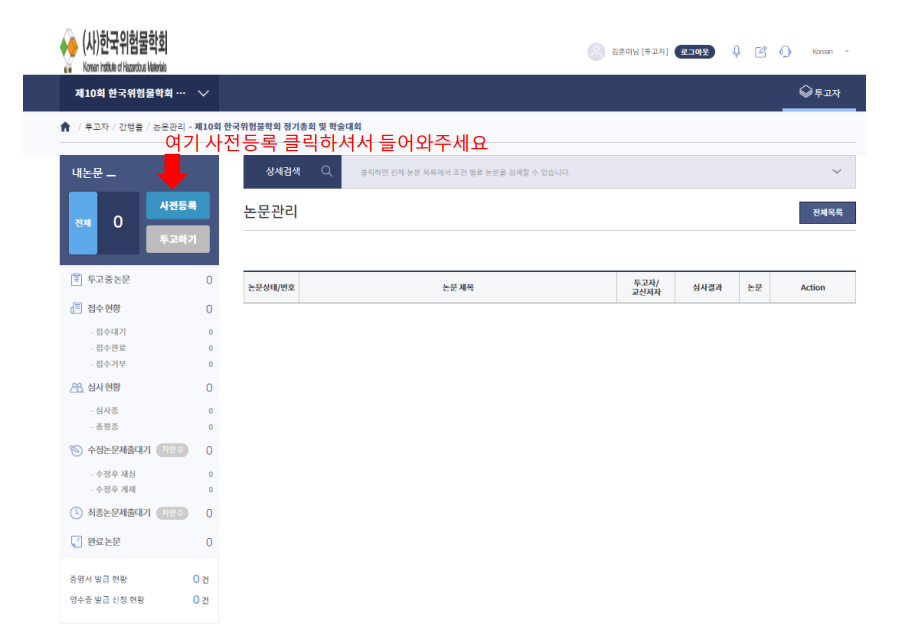 (사)한국위험물학회
Korean Institute of Hazardous Materials
김준미님 [투고자] 로그아웃 Korean
제10회 한국위험물학회 ··· 투고자
/ 투고자 / 간행물 / 논문관리 - 제10회 한국위험물학회 정기총회 및 학술대회
여기 사전등록 클릭하셔서 들어와주세요
내논문
상세검색 클릭하면 전체 논문 목록에서 조건 별로 논문을 검색할 수 있습니다.
전체 0 사전등록
투고하기
논문관리 전체목록
투고중논문 0
논문상태/번호 논문 제목 투고자/교신저자 심사결과 논문 Action
접수현황 0
- 접수대기 0
- 접수완료 0
- 접수거부 0
심사현황 0
- 심사중 0
- 총평중 0
수정논문제출대기 지연 0 0
- 수정후 재심 0
- 수정후 게재 0
최종논문제출대기 지연 0 0
완료논문 0
증명서 발급 현황 0 건
영수증 발급 신청 현황 0 건